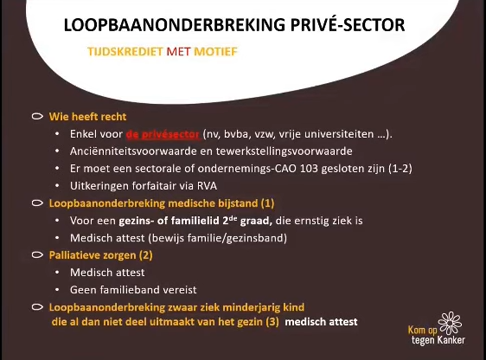 LOOPBAANONDERBREKING PRIVÉ-SECTOR
TIJDSKREDIET MET MOTIEF
Wie heeft recht
• Enkel voor de privésector (nv, bvba, vzw, vrije universiteiten …).
• Anciënniteitsvoorwaarde en tewerkstellingsvoorwaarde
• Er moet een sectorale of ondernemings-CAO 103 gesloten zijn (1-2)
• Uitkeringen forfaitair via RVA
Loopbaanonderbreking medische bijstand (1)
• Voor een gezins- of familielid 2de graad, die ernstig ziek is
• Medisch attest (bewijs familie/gezinsband)
Palliatieve zorgen (2)
• Medisch attest
• Geen familieband vereist
Loopbaanonderbreking zwaar ziek minderjarig kind
die al dan niet deel uitmaakt van het gezin (3) medisch attest
Kom op
tegen Kanker